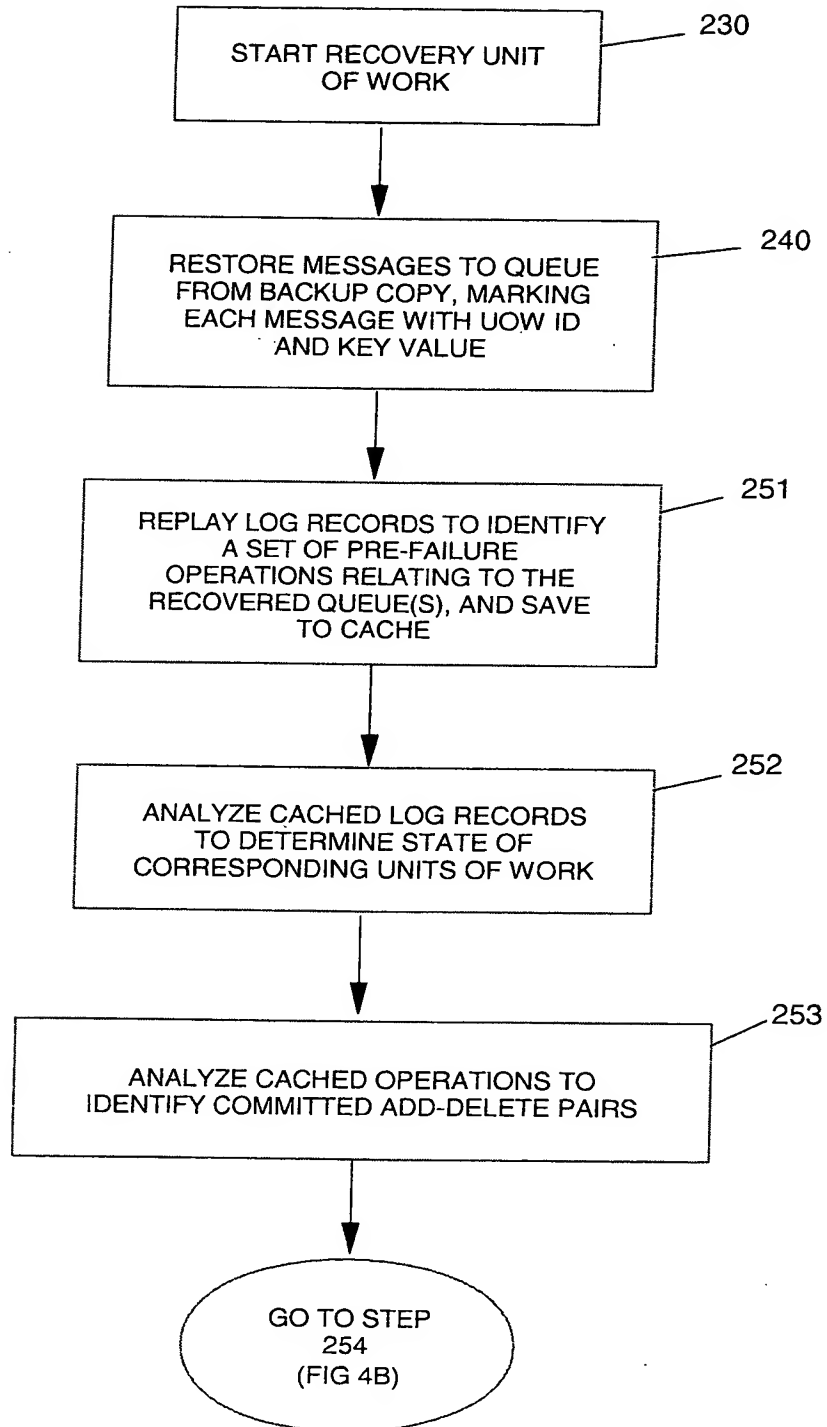 230
START RECOVERY UNIT
OF WORK
240
RESTORE MESSAGES TO QUEUE
FROM BACKUP COPY, MARKING
EACH MESSAGE WITH UOW ID
AND KEY VALUE
251
REPLAY LOG RECORDS TO IDENTIFY
A SET OF PRE-FAILURE
OPERATIONS RELATING TO THE
RECOVERED QUEUE(S), AND SAVE
TO CACHE
252
ANALYZE CACHED LOG RECORDS
TO DETERMINE STATE OF
CORRESPONDING UNITS OF WORK
253
ANALYZE CACHED OPERATIONS TO
IDENTIFY COMMITTED ADD-DELETE PAIRS
GO TO STEP
254
(FIG 4B)